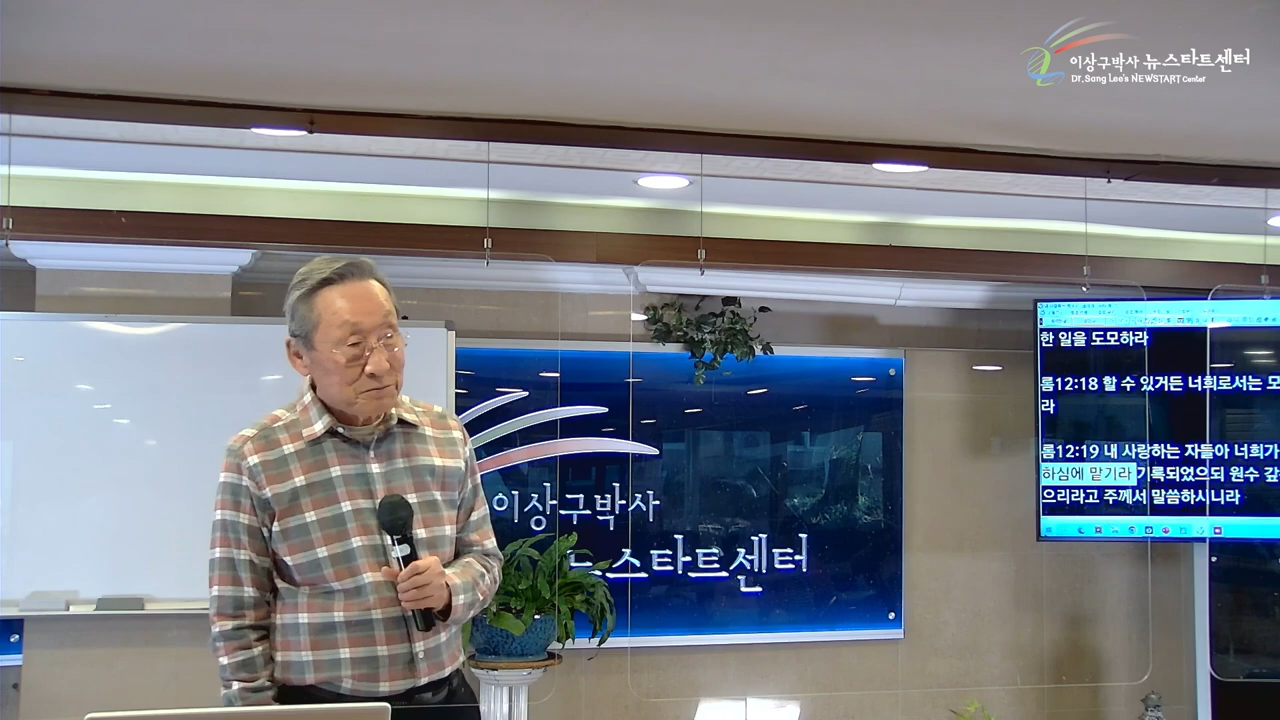 이상구박사 뉴스타트센터
Dr.Sang Lee's NEWSTART Center
한 일을 도모하라
롬12:18 할 수 있거든 너희로서는 모
라
롬12:19 내 사랑하는 자들아 너희가
하심에 맡기라 기록되었으되 원수 갚
으리라고 주께서 말씀하시니라
이상구박사
뉴스타트센터